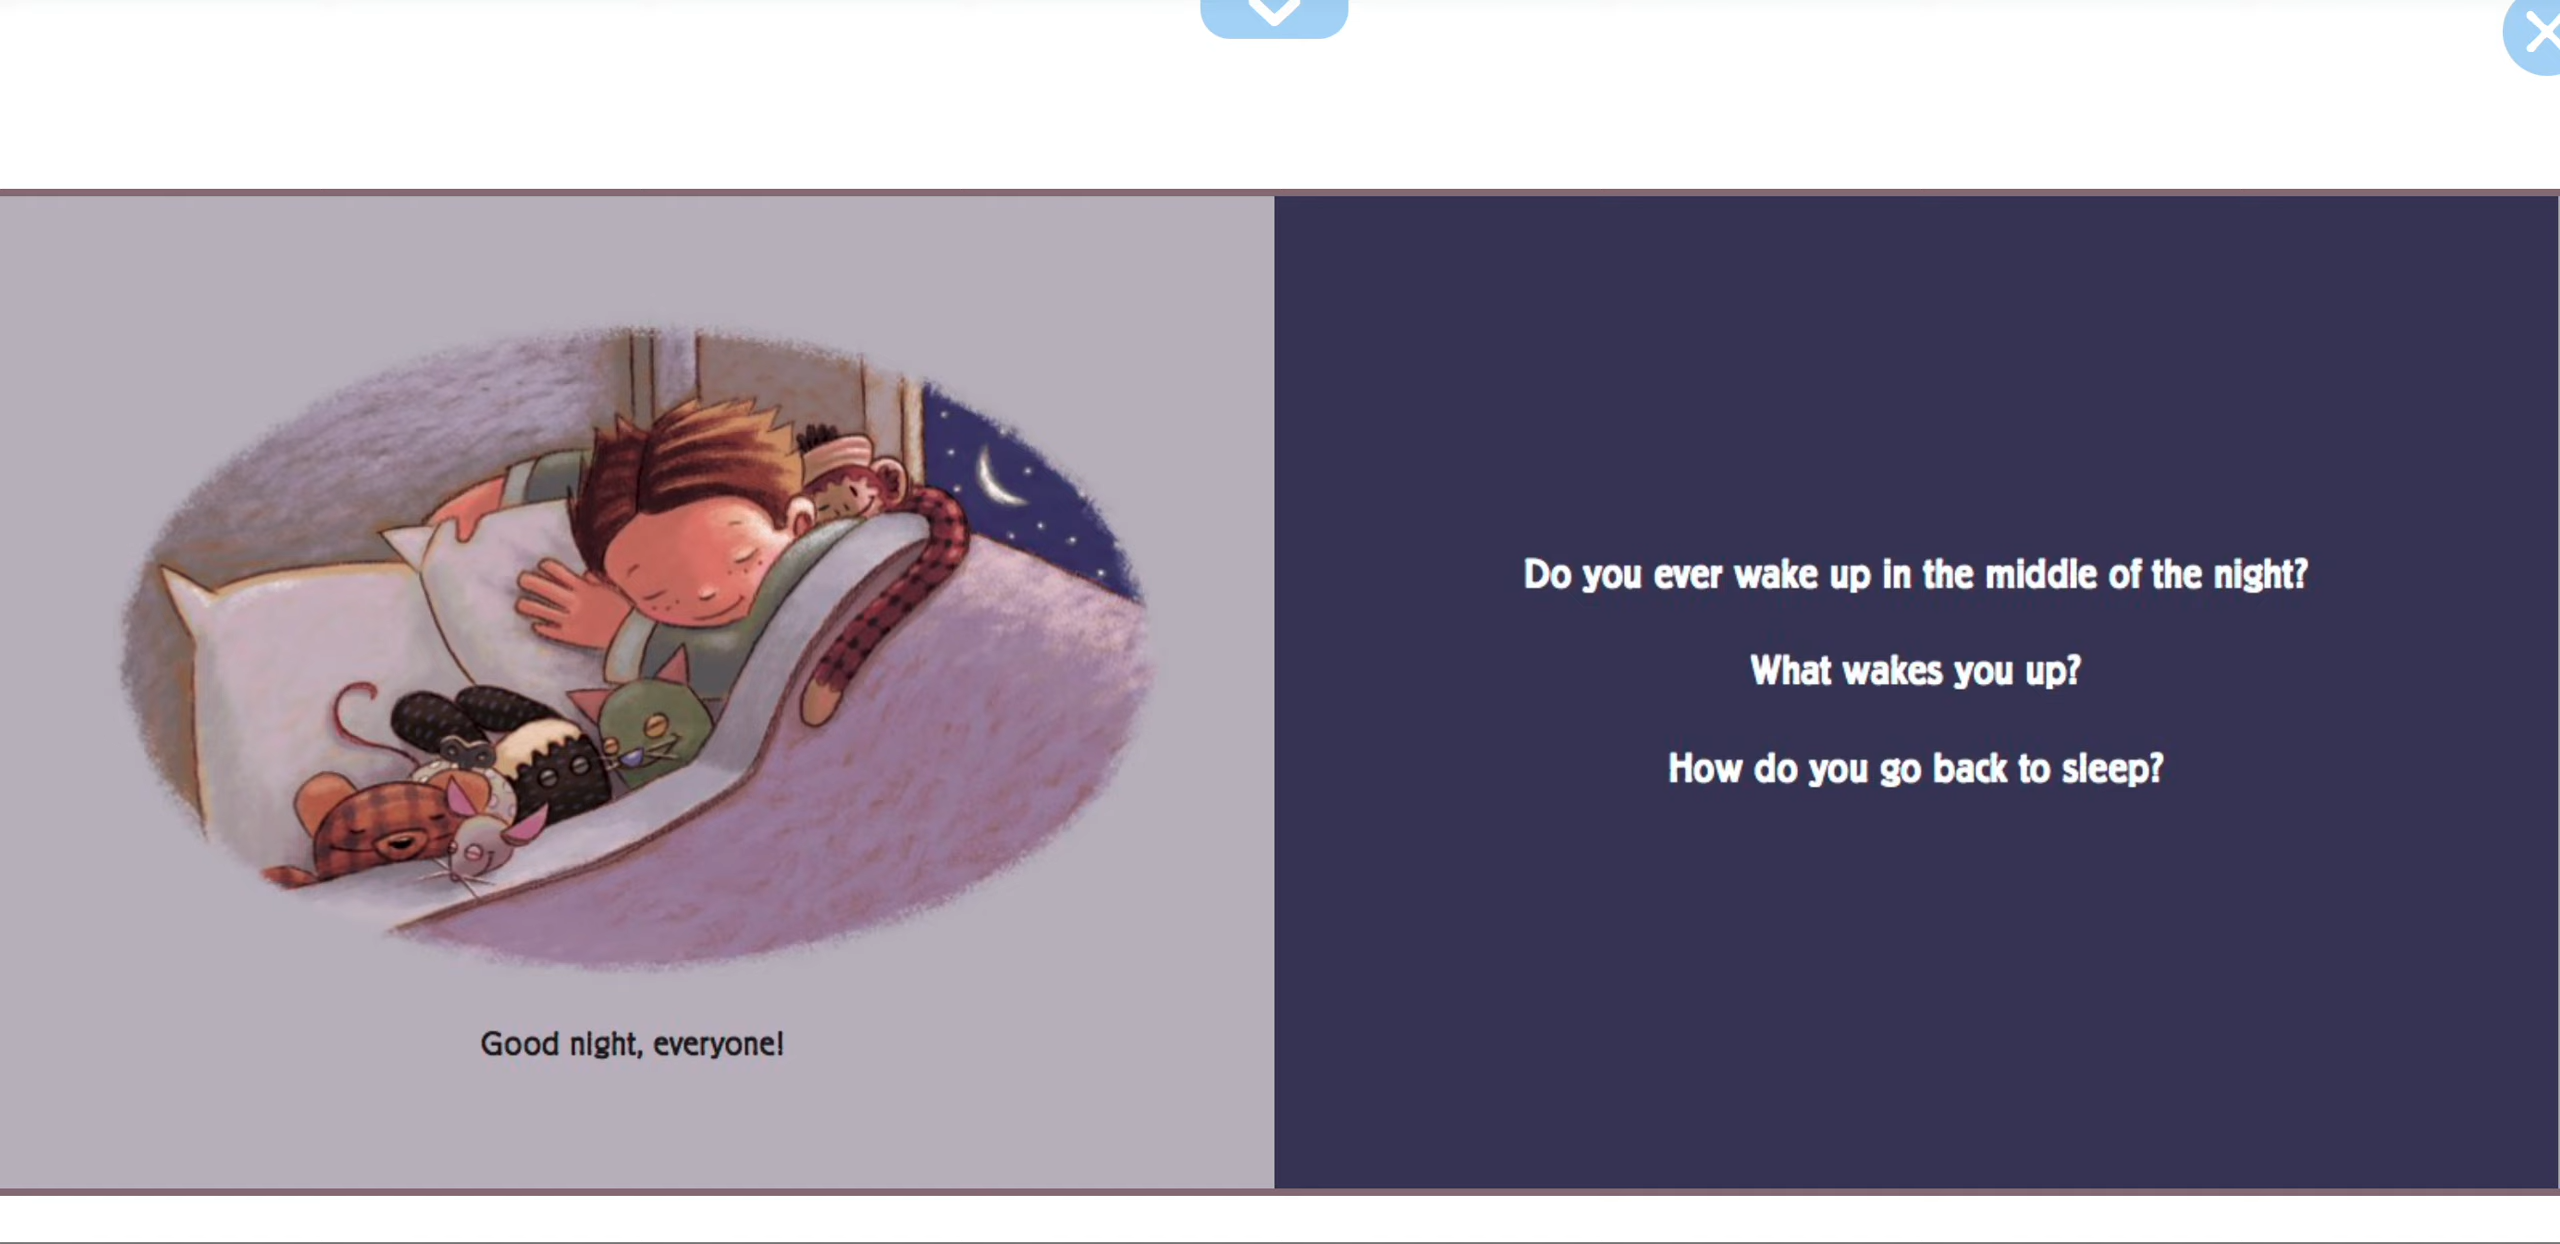 Good night, everyone!
Do you ever wake up in the middle of the night?
What wakes you up?
How do you go back to sleep?